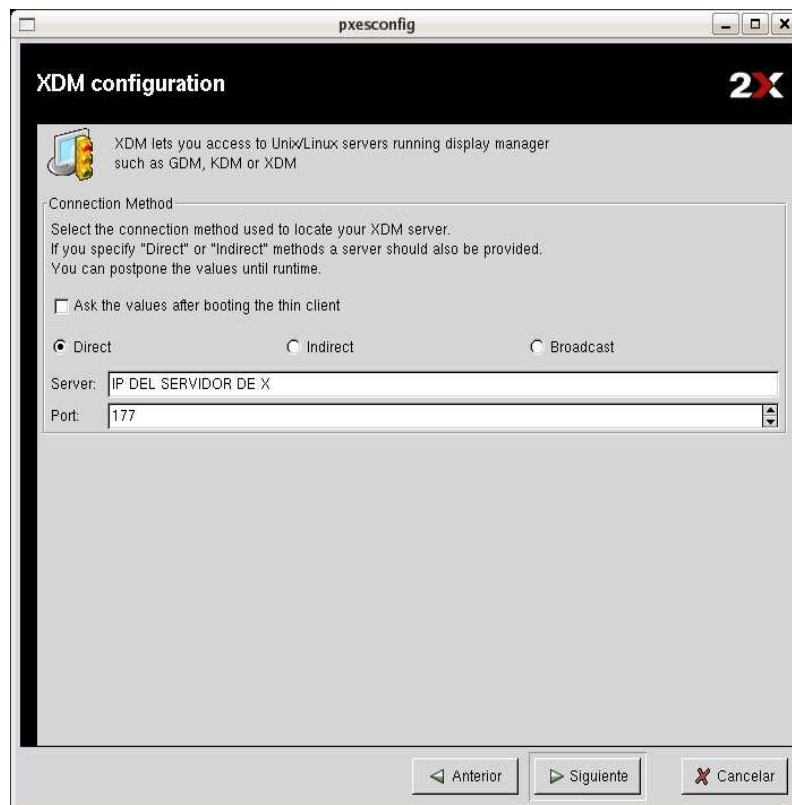 pxesconfig
XDM configuration
2X
XDM lets you access to Unix/Linux servers running display manager
such as GDM, KDM or XDM
Connection Method
Select the connection method used to locate your XDM server.
If you specify "Direct" or "Indirect" methods a server should also be provided.
You can postpone the values until runtime.
Ask the values after booting the thin client
Direct Indirect Broadcast
Server: IP DEL SERVIDOR DE X
Port: 177
Anterior Siguiente Cancelar